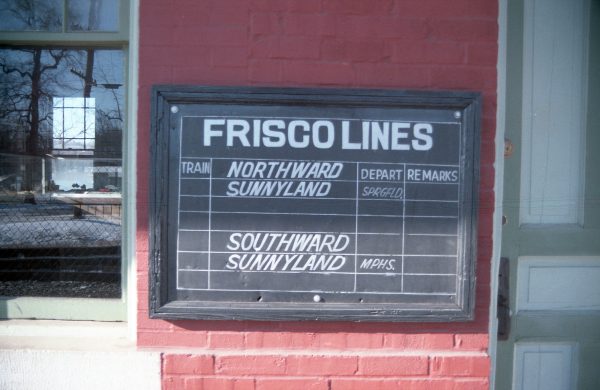 FRISCO LINES
TRAIN NORTHWARD DEPART REMARKS
SUNNYLAND SPRGFLD.
SOUTHWARD
SUNNYLAND MPHS.